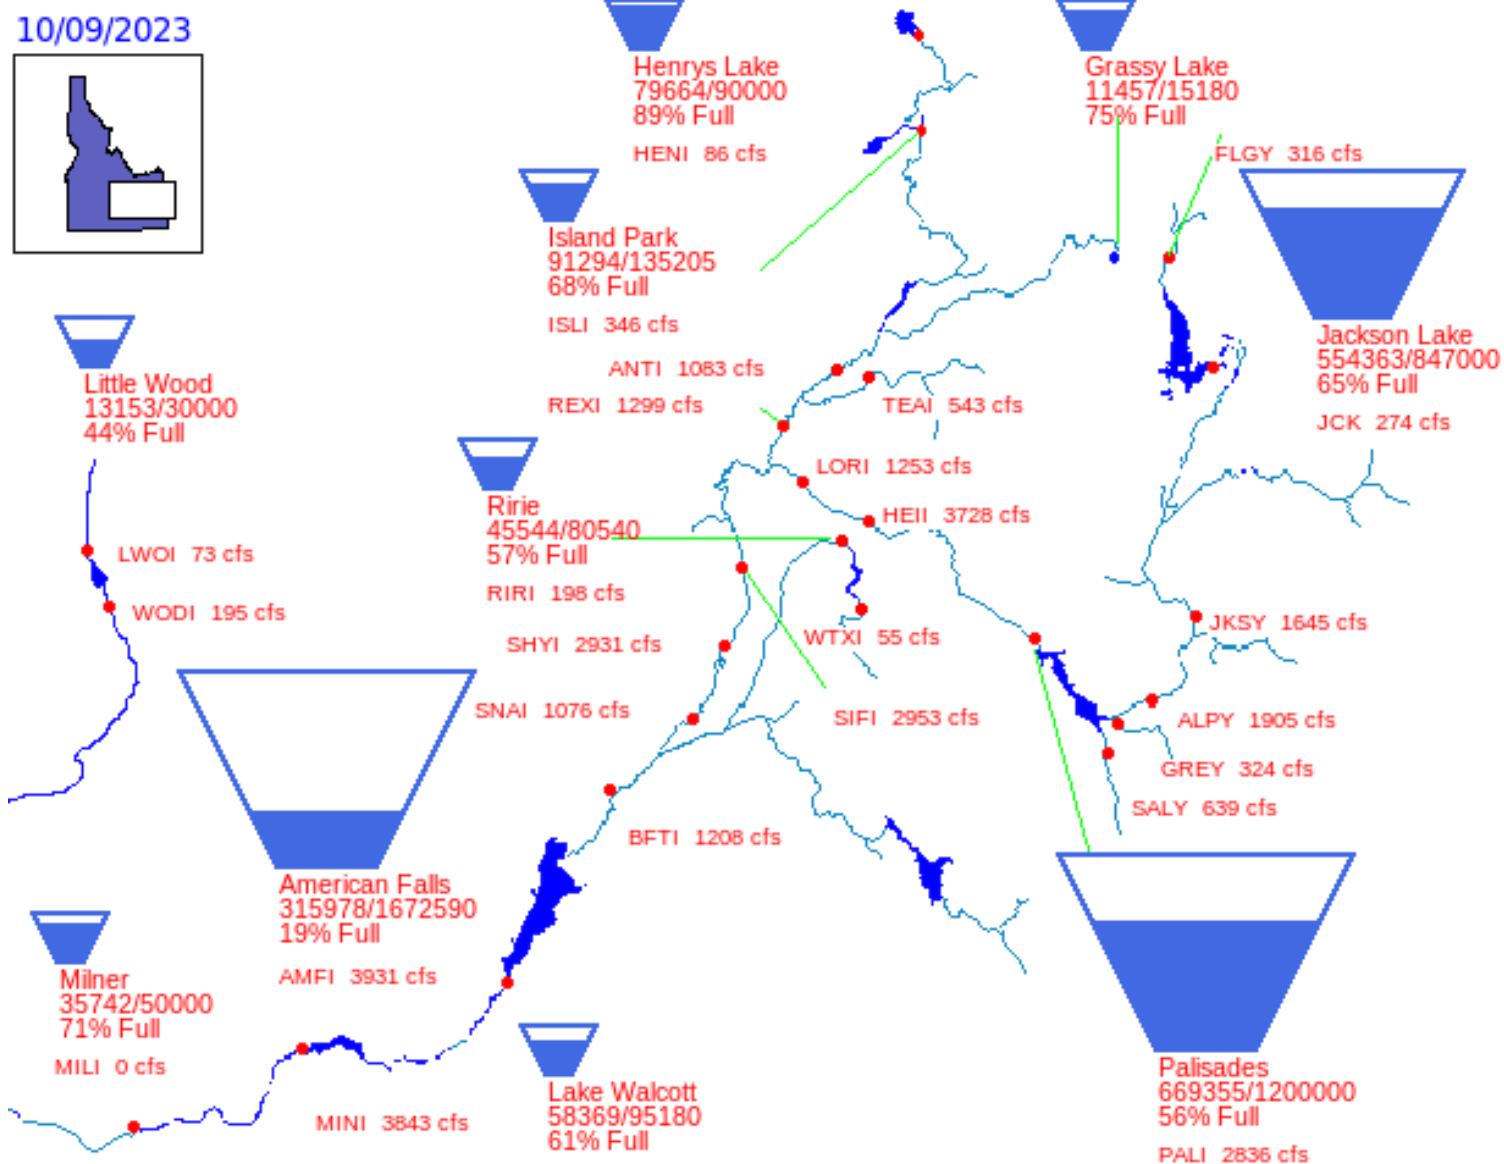 10/09/2023
Henrys Lake
79664/90000
89% Full
HENI 86 cfs
Grassy Lake
11457/15180
75% Full
FLGY 316 cfs
Island Park
91294/135205
68% Full
ISLI 346 cfs
Jackson Lake
554363/847000
65% Full
JCK 274 cfs
Little Wood
13153/30000
44% Full
ANTI 1083 cfs
REXI 1299 cfs
TEAI 543 cfs
LORI 1253 cfs
HEII 3728 cfs
Ririe
45544/80540
57% Full
RIRI 198 cfs
LWOI 73 cfs
WODI 195 cfs
SHYI 2931 cfs
WTXI 55 cfs
JKSY 1645 cfs
SNAI 1076 cfs
SIFI 2953 cfs
ALPY 1905 cfs
GREY 324 cfs
SALY 639 cfs
BFTI 1208 cfs
American Falls
315978/1672590
19% Full
AMFI 3931 cfs
Milner
35742/50000
71% Full
MILI 0 cfs
MINI 3843 cfs
Lake Walcott
58369/95180
61% Full
Palisades
669355/1200000
56% Full
PALI 2836 cfs